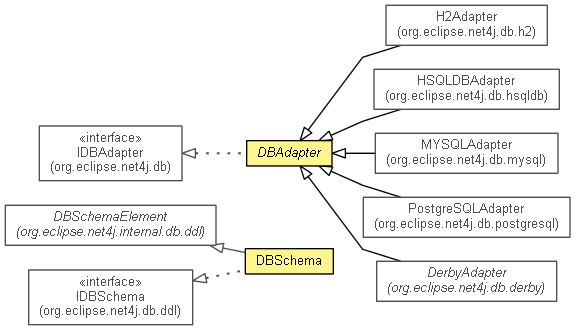 H2Adapter
(org.eclipse.net4j.db.h2)
HSQLDBAdapter
(org.eclipse.net4j.db.hsqldb)
«interface»
IDBAdapter
(org.eclipse.net4j.db)
DBAdapter
MYSQLAdapter
(org.eclipse.net4j.db.mysql)
PostgreSQLAdapter
(org.eclipse.net4j.db.postgresql)
DBSchemaElement
(org.eclipse.net4j.internal.db.ddl)
DBSchema
DerbyAdapter
(org.eclipse.net4j.db.derby)
«interface»
IDBSchema
(org.eclipse.net4j.db.ddl)